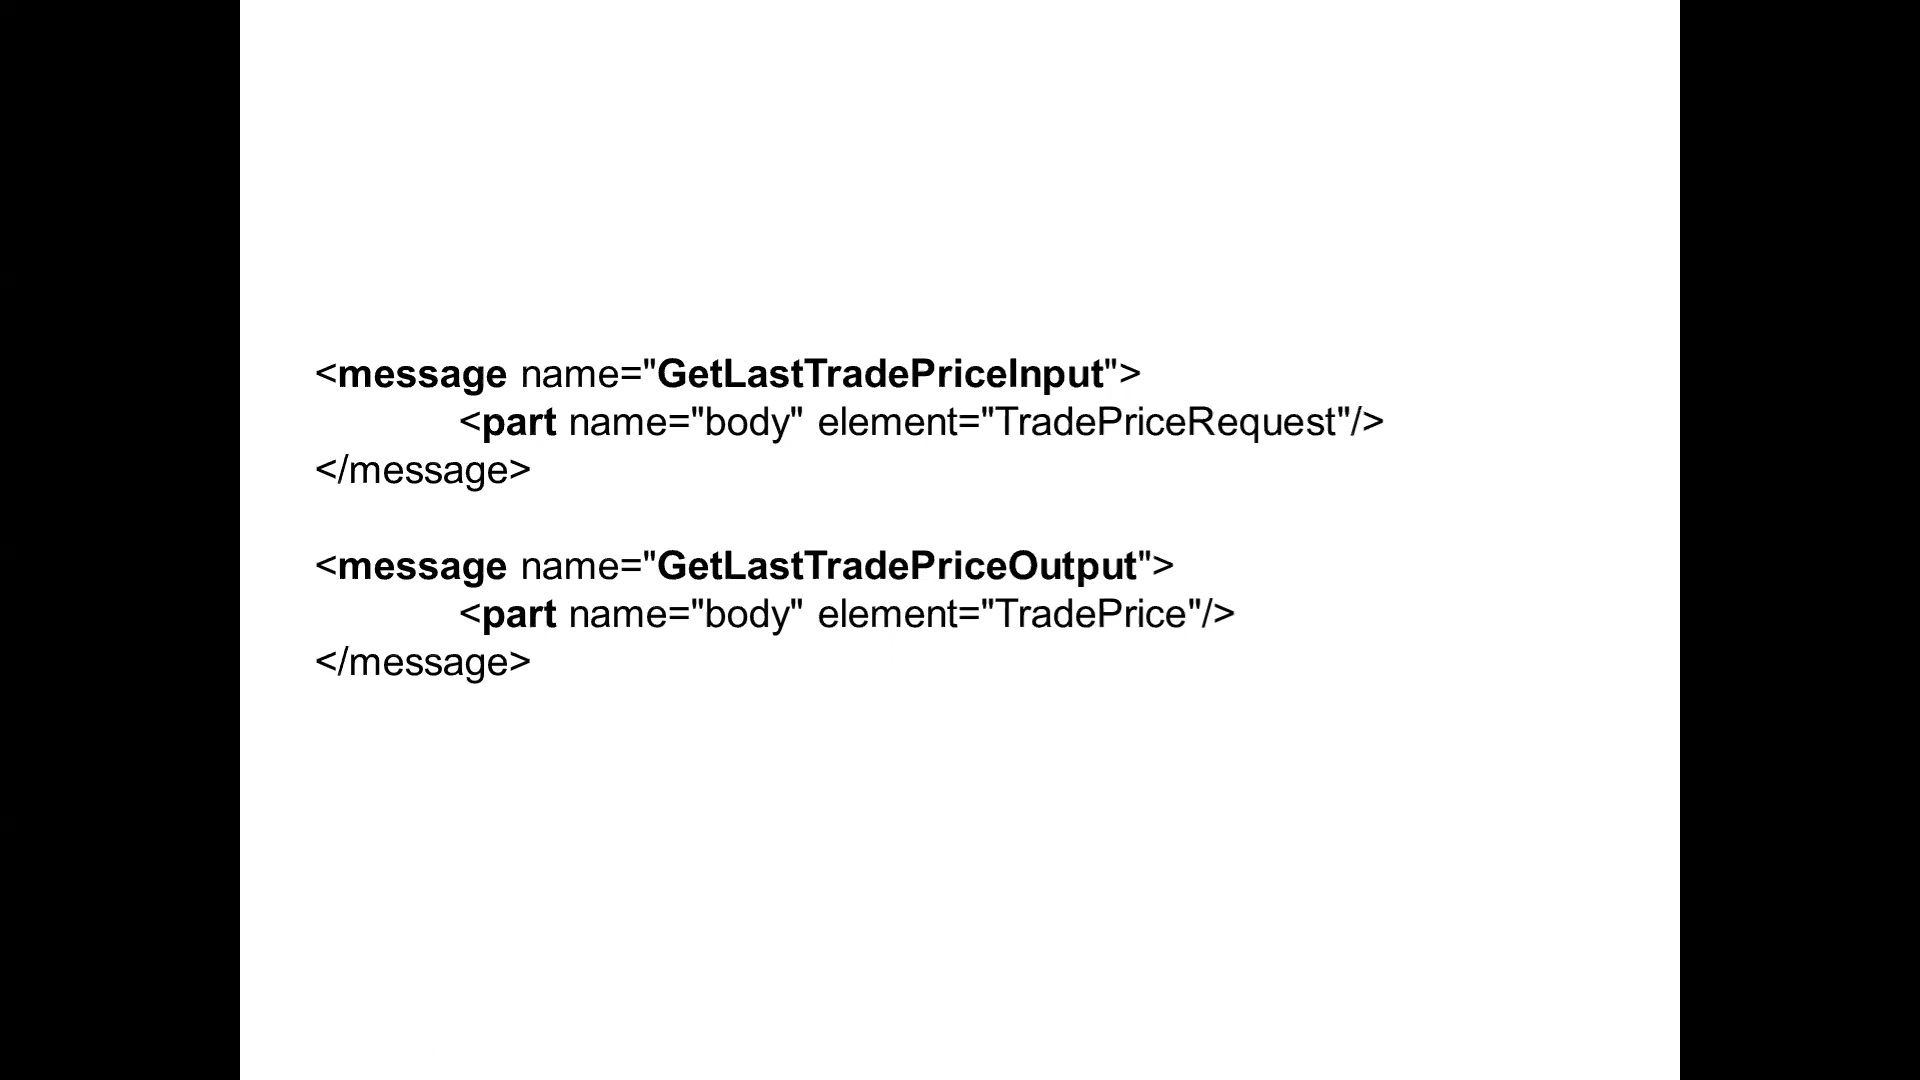 <message name="GetLastTradePriceInput">
<part name="body" element="TradePriceRequest"/>
</message>
<message name="GetLastTradePriceOutput">
<part name="body" element="TradePrice"/>
</message>